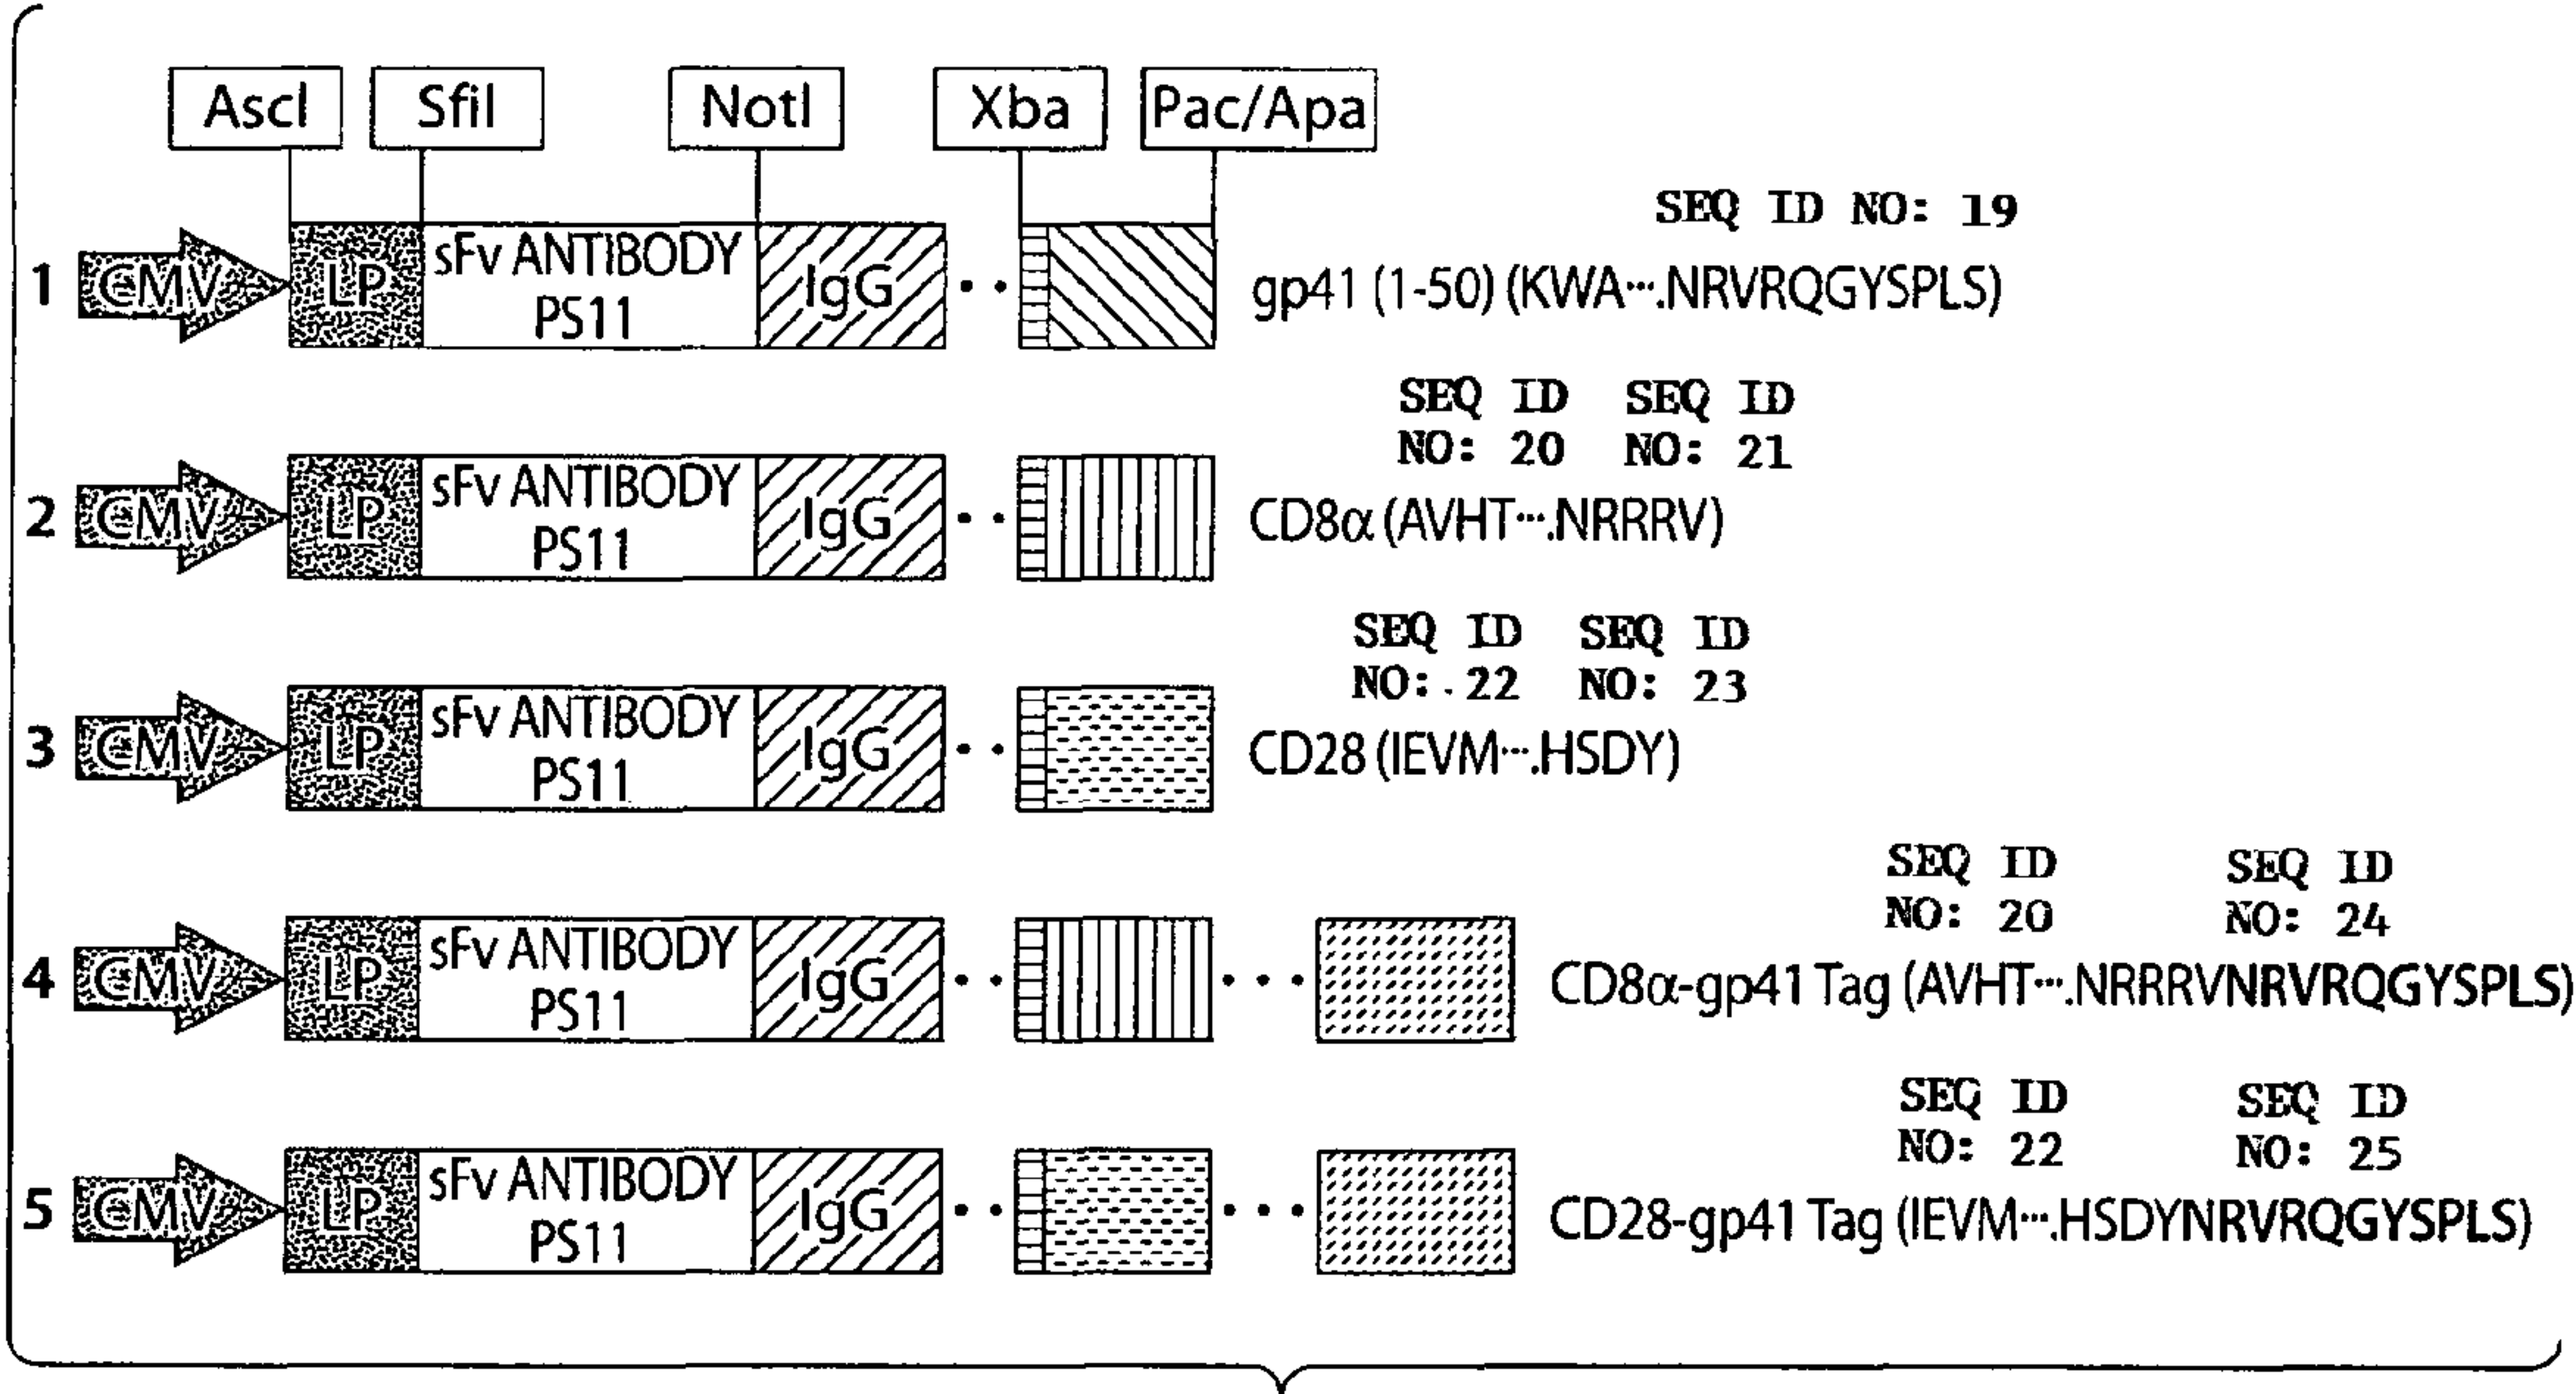 AscI SfiI NotI Xba Pac/Apa
SEQ ID NO: 19
1 CMV LP sFv ANTIBODY PS11 IgG gp41 (1-50) (KWA····.NRVRQGYSPLS)
SEQ ID SEQ ID
NO: 20 NO: 21
2 CMV LP sFv ANTIBODY PS11 IgG CD8α (AVHT····.NRRRV)
SEQ ID SEQ ID
NO: 22 NO: 23
3 CMV LP sFv ANTIBODY PS11 IgG CD28 (IEVM····.HSDY)
SEQ ID SEQ ID
NO: 20 NO: 24
4 CMV LP sFv ANTIBODY PS11 IgG CD8α-gp41 Tag (AVHT····.NRRRVNRVRQGYSPLS)
SEQ ID SEQ ID
NO: 22 NO: 25
5 CMV LP sFv ANTIBODY PS11 IgG CD28-gp41 Tag (IEVM····.HSDYNRVRQGYSPLS)